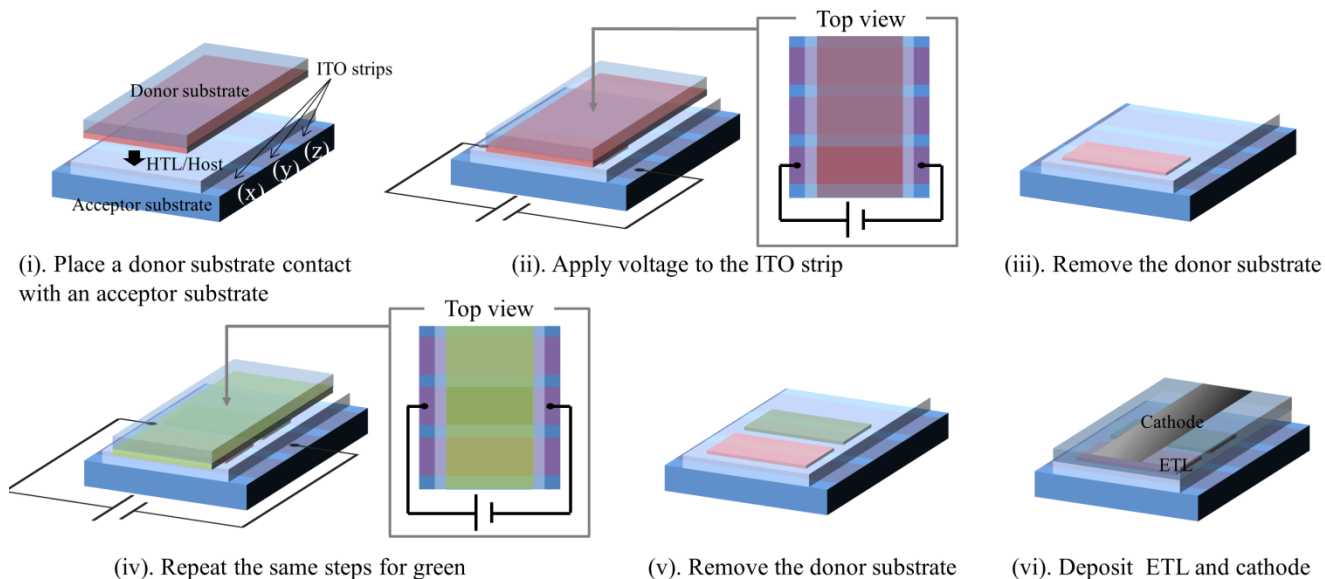 Donor substrate
ITO strips
HTL/Host
(x)
(y)
(z)
Acceptor substrate
(i). Place a donor substrate contact
with an acceptor substrate
Top view
(ii). Apply voltage to the ITO strip
(iii). Remove the donor substrate
Top view
(iv). Repeat the same steps for green
(v). Remove the donor substrate
Cathode
ETL
(vi). Deposit ETL and cathode